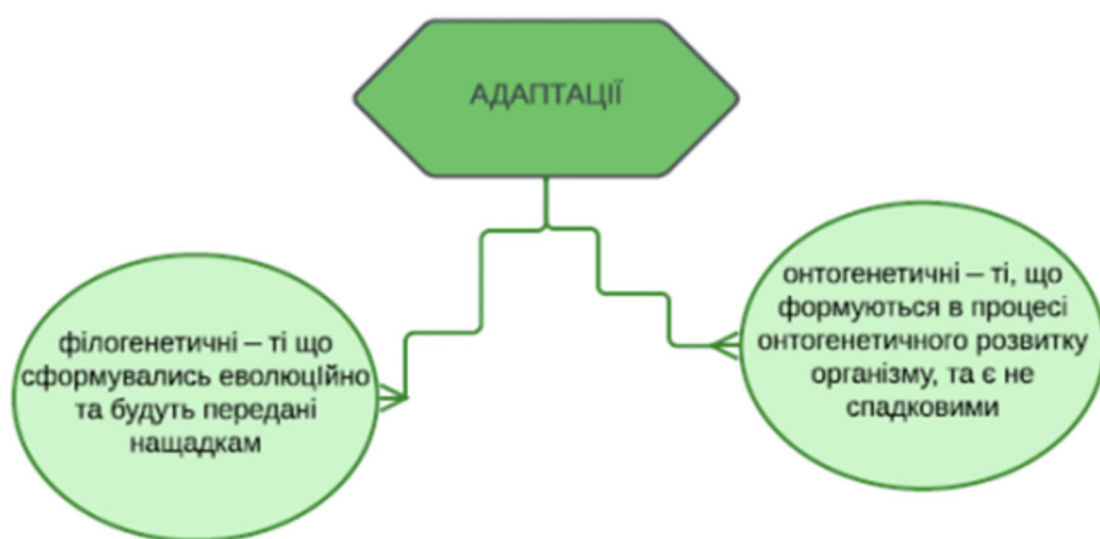 АДАПТАЦІЇ
філогенетичні – ті що
сформувались еволюцІйно
та будуть передані
нащадкам
онтогенетичні – ті, що
формуються в процесі
онтогенетичного розвитку
організму, та є не
спадковими